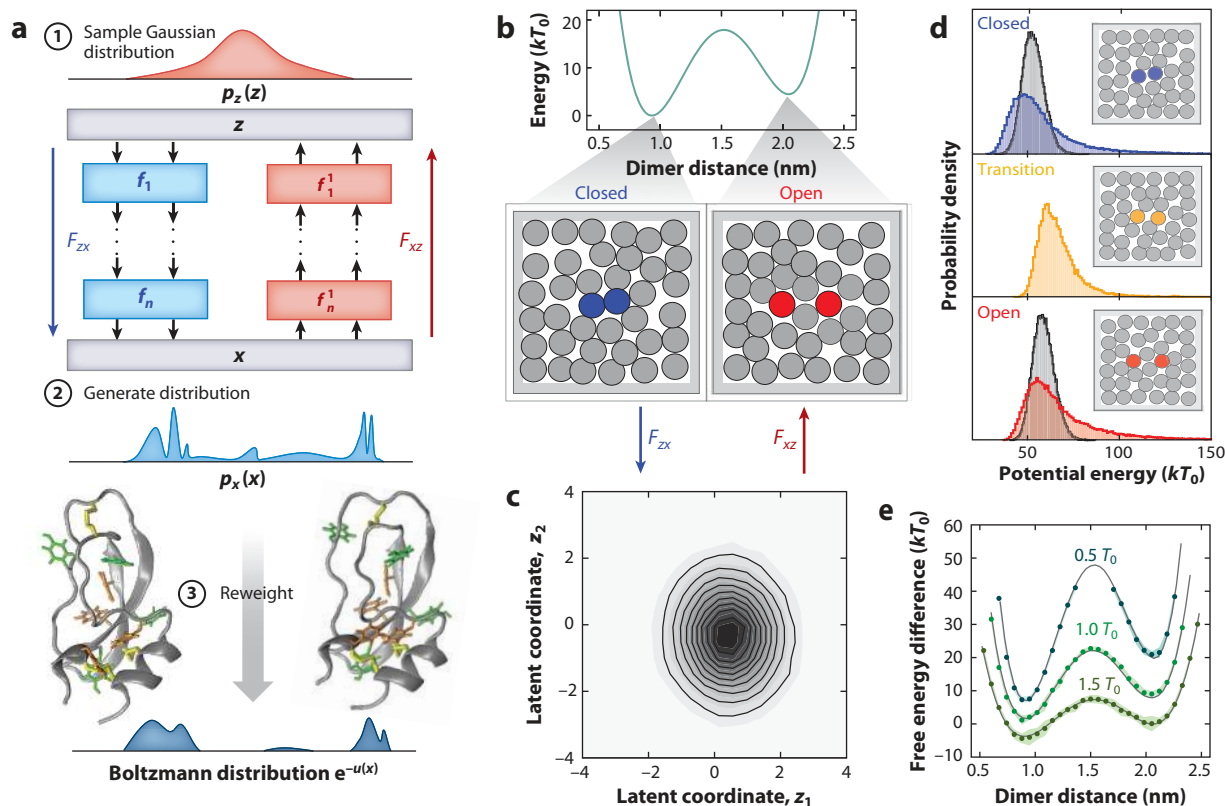 a
1 Sample Gaussian
distribution
p_z(z)
z
f_1
f^1_1
F_zx
F_xz
f_n
f^1_n
x
2 Generate distribution
p_x(x)
3 Reweight
Boltzmann distribution e^–u(x)
b
Energy (kT_0)
20
10
0
0.5 1.0 1.5 2.0 2.5
Dimer distance (nm)
Closed Open
F_zx F_xz
c
Latent coordinate, z_2
4
2
0
–2
–4
–4 –2 0 2 4
Latent coordinate, z_1
d
Probability density
Closed
Transition
Open
50 100 150
Potential energy (kT_0)
e
Free energy difference (kT_0)
60
50
40
30
20
10
0
–10
0.5 T_0
1.0 T_0
1.5 T_0
0.5 1.0 1.5 2.0 2.5
Dimer distance (nm)